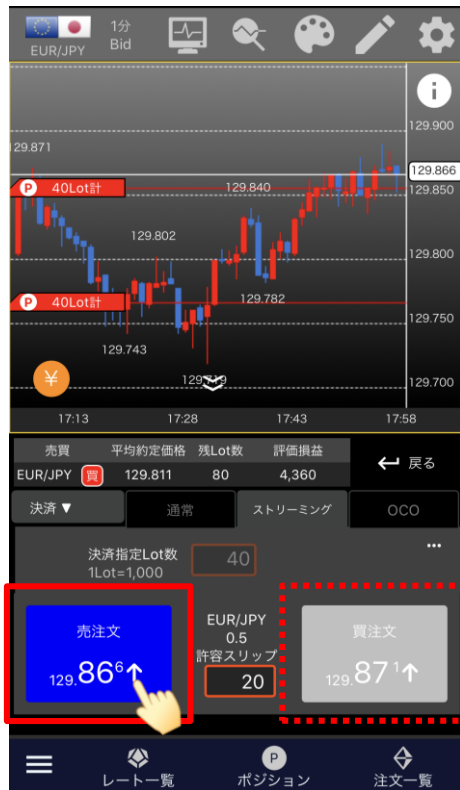 EUR/JPY
1分
Bid
129.900
129.871
129.866
P 40Lot計
129.840
129.850
129.802
129.800
P 40Lot計
129.782
129.750
129.743
¥
129.719
129.700
17:13 17:28 17:43 17:58
売買 平均約定価格 残Lot数 評価損益
EUR/JPY 買 129.811 80 4,360
戻る
決済▼ 通常 ストリーミング OCO
決済指定Lot数
1Lot=1,000
40
...
売注文
129.86⁶↑
EUR/JPY
0.5
許容スリップ
20
買注文
129.87¹↑
レート一覧
P
ポジション
注文一覧